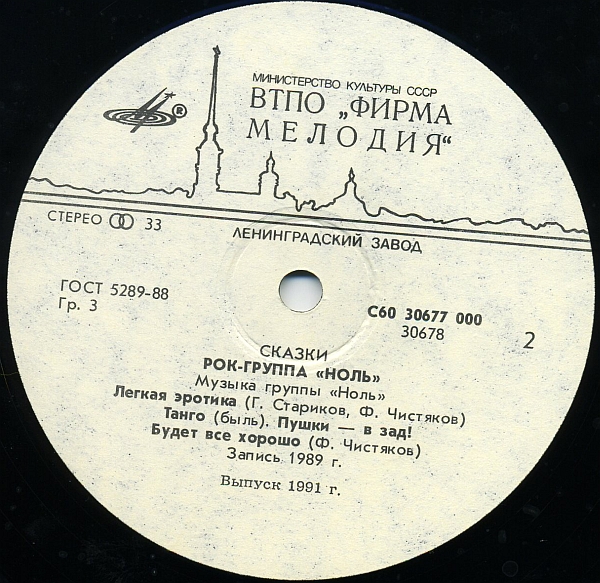 МИНИСТЕРСТВО КУЛЬТУРЫ СССР
ВТПО „ФИРМА
МЕЛОДИЯ“
®
СТЕРЕО 33
ЛЕНИНГРАДСКИЙ ЗАВОД
ГОСТ 5289-88
Гр. 3
С60 30677 000
30678
2
СКАЗКИ
РОК-ГРУППА «НОЛЬ»
Музыка группы «Ноль»
Легкая эротика (Г. Стариков, Ф. Чистяков)
Танго (быль). Пушки — в зад!
Будет все хорошо (Ф. Чистяков)
Запись 1989 г.
Выпуск 1991 г.